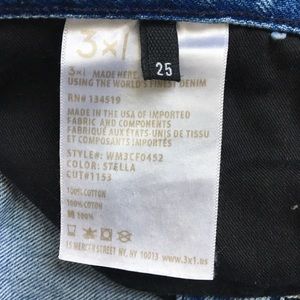 3×1
25
3×1 MADE HERE
USING THE WORLD'S FINEST DENIM
RN# 134519
MADE IN THE USA OF IMPORTED
FABRIC AND COMPONENTS
FABRIQUÉ AUX ÉTATS-UNIS DE TISSU
ET COMPOSANTS IMPORTÉS
STYLE#: WM3CF0452
COLOR: STELLA
CUT#1153
100% COTTON
100% COTTON
100%
15 MERCER STREET NY, NY 10013 www.3x1.us